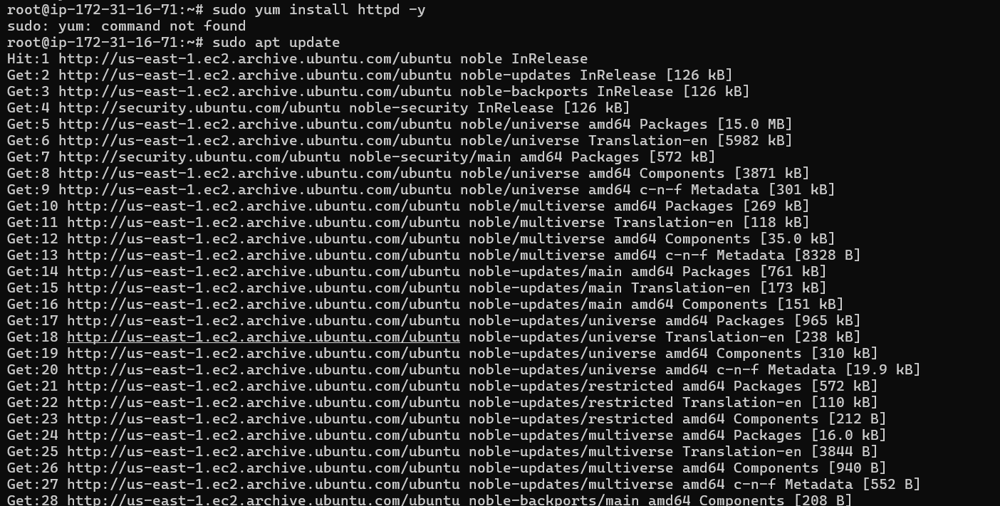 root@ip-172-31-16-71:~# sudo yum install httpd -y
sudo: yum: command not found
root@ip-172-31-16-71:~# sudo apt update
Hit:1 http://us-east-1.ec2.archive.ubuntu.com/ubuntu noble InRelease
Get:2 http://us-east-1.ec2.archive.ubuntu.com/ubuntu noble-updates InRelease [126 kB]
Get:3 http://us-east-1.ec2.archive.ubuntu.com/ubuntu noble-backports InRelease [126 kB]
Get:4 http://security.ubuntu.com/ubuntu noble-security InRelease [126 kB]
Get:5 http://us-east-1.ec2.archive.ubuntu.com/ubuntu noble/universe amd64 Packages [15.0 MB]
Get:6 http://us-east-1.ec2.archive.ubuntu.com/ubuntu noble/universe Translation-en [5982 kB]
Get:7 http://security.ubuntu.com/ubuntu noble-security/main amd64 Packages [572 kB]
Get:8 http://us-east-1.ec2.archive.ubuntu.com/ubuntu noble/universe amd64 Components [3871 kB]
Get:9 http://us-east-1.ec2.archive.ubuntu.com/ubuntu noble/universe amd64 c-n-f Metadata [301 kB]
Get:10 http://us-east-1.ec2.archive.ubuntu.com/ubuntu noble/multiverse amd64 Packages [269 kB]
Get:11 http://us-east-1.ec2.archive.ubuntu.com/ubuntu noble/multiverse Translation-en [118 kB]
Get:12 http://us-east-1.ec2.archive.ubuntu.com/ubuntu noble/multiverse amd64 Components [35.0 kB]
Get:13 http://us-east-1.ec2.archive.ubuntu.com/ubuntu noble/multiverse amd64 c-n-f Metadata [8328 B]
Get:14 http://us-east-1.ec2.archive.ubuntu.com/ubuntu noble-updates/main amd64 Packages [761 kB]
Get:15 http://us-east-1.ec2.archive.ubuntu.com/ubuntu noble-updates/main Translation-en [173 kB]
Get:16 http://us-east-1.ec2.archive.ubuntu.com/ubuntu noble-updates/main amd64 Components [151 kB]
Get:17 http://us-east-1.ec2.archive.ubuntu.com/ubuntu noble-updates/universe amd64 Packages [965 kB]
Get:18 http://us-east-1.ec2.archive.ubuntu.com/ubuntu noble-updates/universe Translation-en [238 kB]
Get:19 http://us-east-1.ec2.archive.ubuntu.com/ubuntu noble-updates/universe amd64 Components [310 kB]
Get:20 http://us-east-1.ec2.archive.ubuntu.com/ubuntu noble-updates/universe amd64 c-n-f Metadata [19.9 kB]
Get:21 http://us-east-1.ec2.archive.ubuntu.com/ubuntu noble-updates/restricted amd64 Packages [572 kB]
Get:22 http://us-east-1.ec2.archive.ubuntu.com/ubuntu noble-updates/restricted Translation-en [110 kB]
Get:23 http://us-east-1.ec2.archive.ubuntu.com/ubuntu noble-updates/restricted amd64 Components [212 B]
Get:24 http://us-east-1.ec2.archive.ubuntu.com/ubuntu noble-updates/multiverse amd64 Packages [16.0 kB]
Get:25 http://us-east-1.ec2.archive.ubuntu.com/ubuntu noble-updates/multiverse Translation-en [3844 B]
Get:26 http://us-east-1.ec2.archive.ubuntu.com/ubuntu noble-updates/multiverse amd64 Components [940 B]
Get:27 http://us-east-1.ec2.archive.ubuntu.com/ubuntu noble-updates/multiverse amd64 c-n-f Metadata [552 B]
Get:28 http://us-east-1.ec2.archive.ubuntu.com/ubuntu noble-backports/main amd64 Components [208 B]